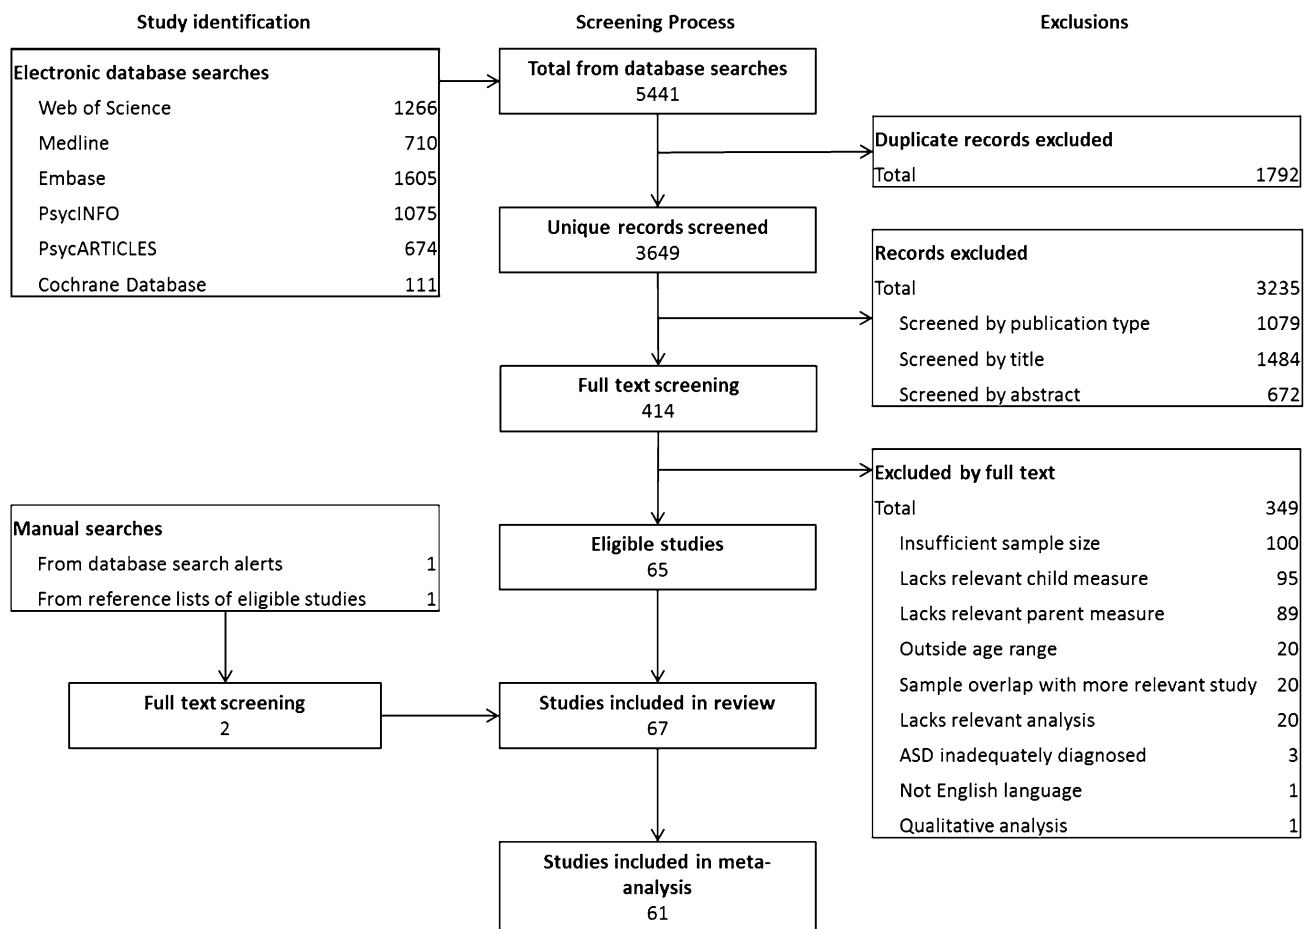 Study identification
Screening Process
Exclusions
Electronic database searches
Web of Science 1266
Medline 710
Embase 1605
PsycINFO 1075
PsycARTICLES 674
Cochrane Database 111
Total from database searches
5441
Duplicate records excluded
Total 1792
Unique records screened
3649
Records excluded
Total 3235
Screened by publication type 1079
Screened by title 1484
Screened by abstract 672
Full text screening
414
Excluded by full text
Total 349
Insufficient sample size 100
Lacks relevant child measure 95
Lacks relevant parent measure 89
Outside age range 20
Sample overlap with more relevant study 20
Lacks relevant analysis 20
ASD inadequately diagnosed 3
Not English language 1
Qualitative analysis 1
Manual searches
From database search alerts 1
From reference lists of eligible studies 1
Eligible studies
65
Full text screening
2
Studies included in review
67
Studies included in meta-
analysis
61